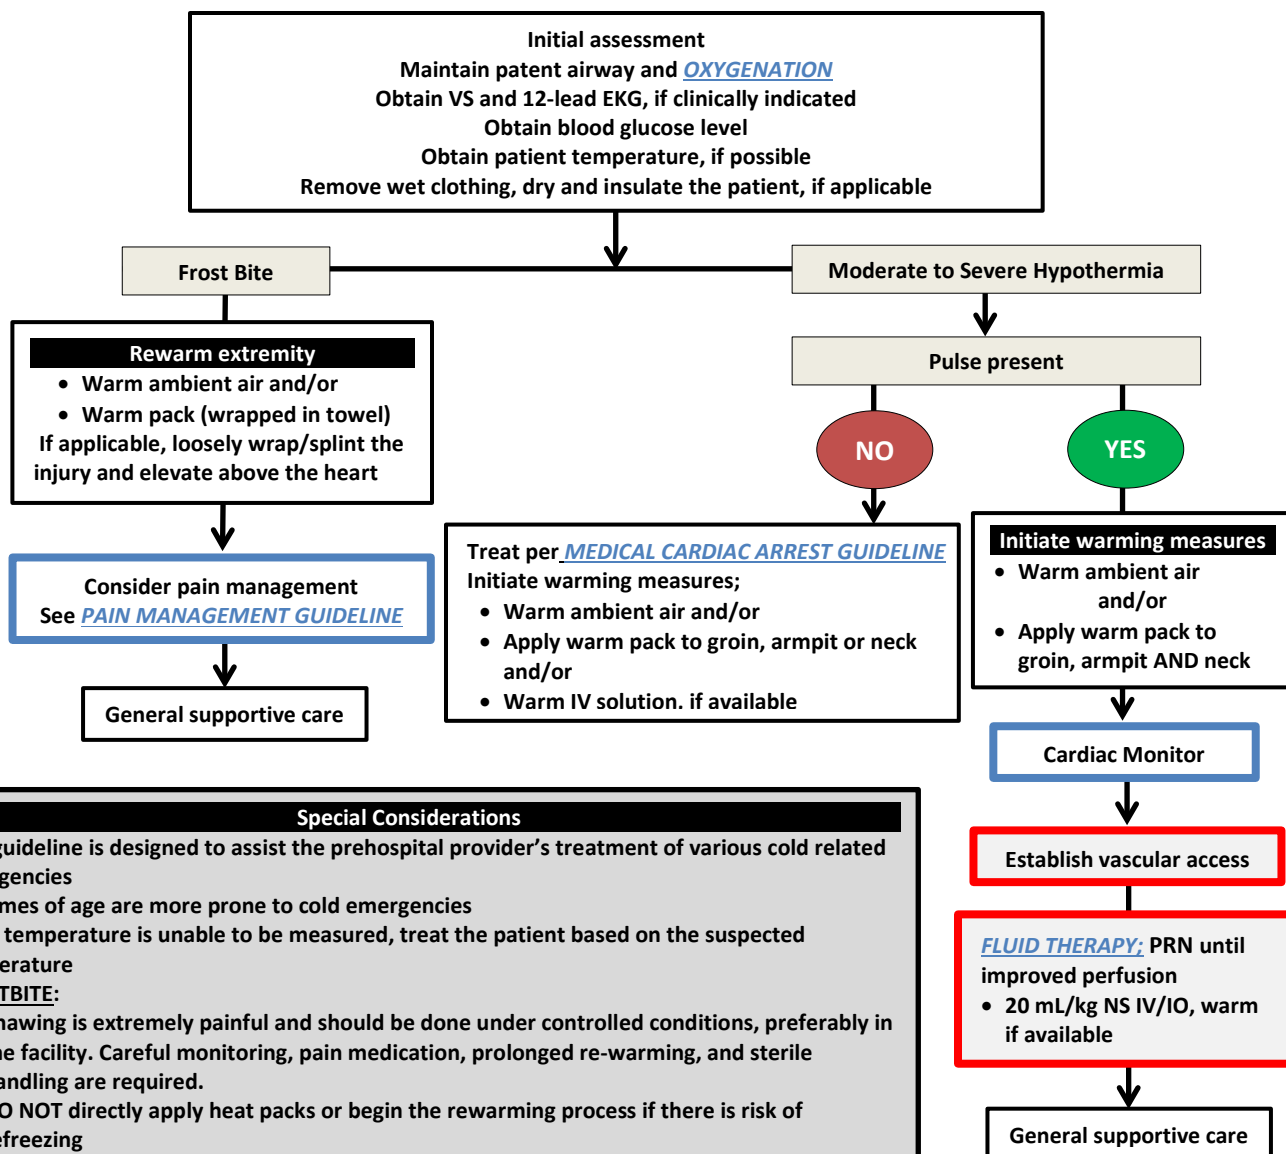 Initial assessment
Maintain patent airway and OXYGENATION
Obtain VS and 12-lead EKG, if clinically indicated
Obtain blood glucose level
Obtain patient temperature, if possible
Remove wet clothing, dry and insulate the patient, if applicable
Frost Bite
Moderate to Severe Hypothermia
Rewarm extremity
• Warm ambient air and/or
• Warm pack (wrapped in towel)
If applicable, loosely wrap/splint the
injury and elevate above the heart
Pulse present
NO
YES
Consider pain management
See PAIN MANAGEMENT GUIDELINE
General supportive care
Treat per MEDICAL CARDIAC ARREST GUIDELINE
Initiate warming measures;
• Warm ambient air and/or
• Apply warm pack to groin, armpit or neck
and/or
• Warm IV solution. if available
Initiate warming measures
• Warm ambient air
and/or
• Apply warm pack to
groin, armpit AND neck
Cardiac Monitor
Establish vascular access
FLUID THERAPY; PRN until
improved perfusion
• 20 mL/kg NS IV/IO, warm
if available
General supportive care
Special Considerations
guideline is designed to assist the prehospital provider's treatment of various cold related
gencies
mes of age are more prone to cold emergencies
temperature is unable to be measured, treat the patient based on the suspected
erature
TBITE:
hawing is extremely painful and should be done under controlled conditions, preferably in
he facility. Careful monitoring, pain medication, prolonged re-warming, and sterile
andling are required.
O NOT directly apply heat packs or begin the rewarming process if there is risk of
efreezing